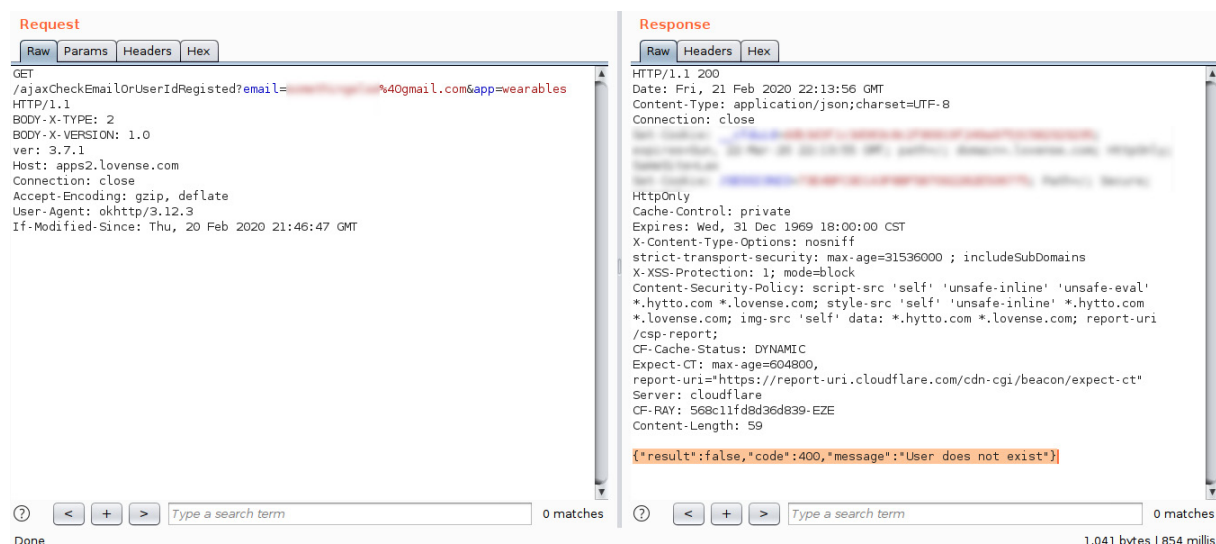 Request
Raw Params Headers Hex
GET
/ajaxCheckEmailOrUserIdRegisted?email= %40gmail.com&app=wearables
HTTP/1.1
BODY-X-TYPE: 2
BODY-X-VERSION: 1.0
ver: 3.7.1
Host: apps2.lovense.com
Connection: close
Accept-Encoding: gzip, deflate
User-Agent: okhttp/3.12.3
If-Modified-Since: Thu, 20 Feb 2020 21:46:47 GMT
? < + > Type a search term 0 matches
Done
Response
Raw Headers Hex
HTTP/1.1 200
Date: Fri, 21 Feb 2020 22:13:56 GMT
Content-Type: application/json;charset=UTF-8
Connection: close
HttpOnly
Cache-Control: private
Expires: Wed, 31 Dec 1969 18:00:00 CST
X-Content-Type-Options: nosniff
strict-transport-security: max-age=31536000 ; includeSubDomains
X-XSS-Protection: 1; mode=block
Content-Security-Policy: script-src 'self' 'unsafe-inline' 'unsafe-eval'
*.hytto.com *.lovense.com; style-src 'self' 'unsafe-inline' *.hytto.com
*.lovense.com; img-src 'self' data: *.hytto.com *.lovense.com; report-uri
/csp-report;
CF-Cache-Status: DYNAMIC
Expect-CT: max-age=604800,
report-uri="https://report-uri.cloudflare.com/cdn-cgi/beacon/expect-ct"
Server: cloudflare
CF-RAY: 568c11fd8d36d839-EZE
Content-Length: 59
{"result":false,"code":400,"message":"User does not exist"}
? < + > Type a search term 0 matches
1,041 bytes | 854 millis